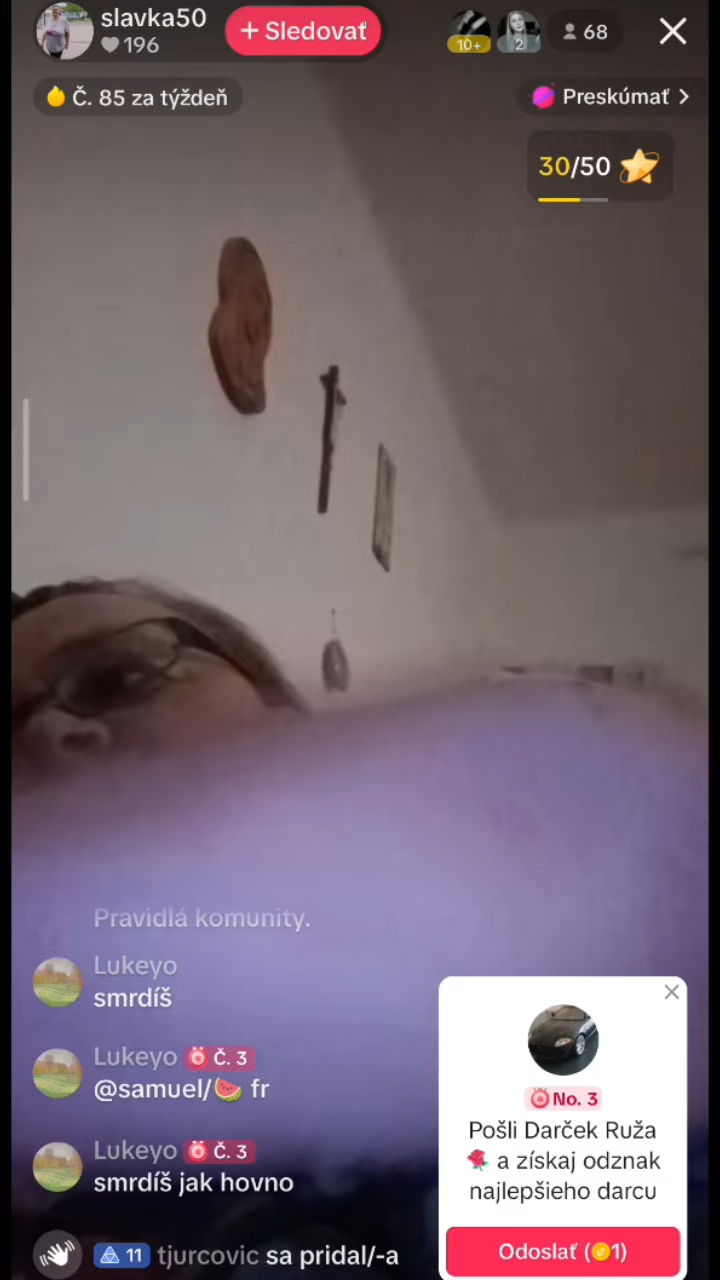 slavka50
196
+ Sledovať
10+
2
68
Č. 85 za týždeň
Preskúmať
30/50
Pravidlá komunity.
Lukeyo
smrdíš
Lukeyo Č. 3
@samuel/🍉 fr
Lukeyo Č. 3
smrdíš jak hovno
11 tjurcovic sa pridal/-a
No. 3
Pošli Darček Ruža
🌹 a získaj odznak
najlepšieho darcu
Odoslať (1)